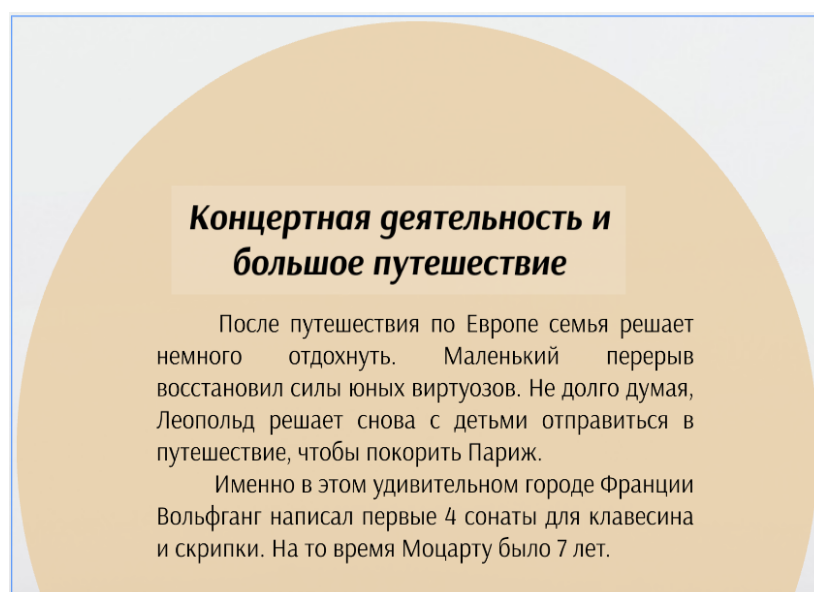 Концертная деятельность и
большое путешествие
После путешествия по Европе семья решает
немного отдохнуть. Маленький перерыв
восстановил силы юных виртуозов. Не долго думая,
Леопольд решает снова с детьми отправиться в
путешествие, чтобы покорить Париж.
Именно в этом удивительном городе Франции
Вольфганг написал первые 4 сонаты для клавесина
и скрипки. На то время Моцарту было 7 лет.